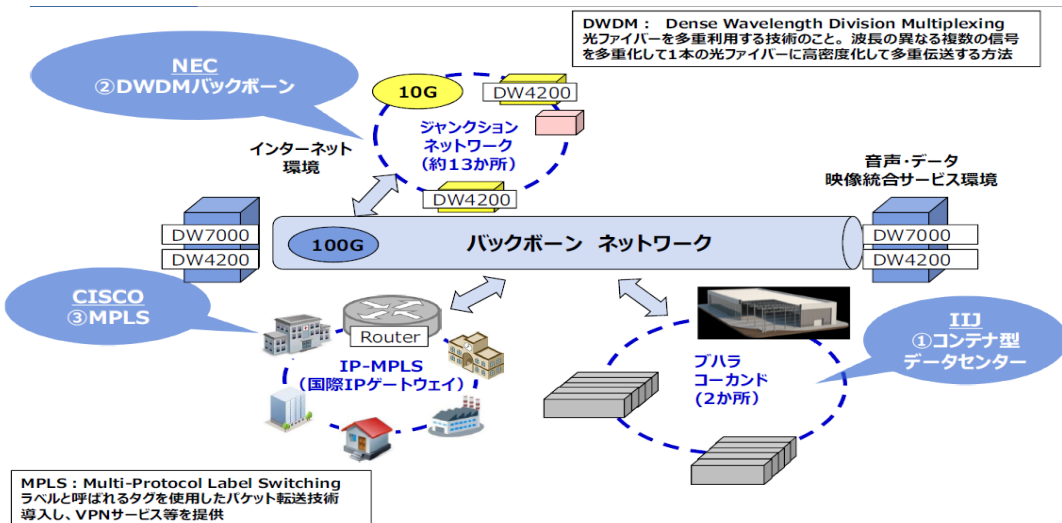 DWDM： Dense Wavelength Division Multiplexing
光ファイバーを多重利用する技術のこと。波長の異なる複数の信号
を多重化して1本の光ファイバーに高密度化して多重伝送する方法
NEC
②DWDMバックボーン
10G
DW4200
ジャンクション
ネットワーク
（約13か所）
インターネット
環境
DW4200
音声・データ
映像統合サービス環境
DW7000
DW4200
100G
バックボーン ネットワーク
DW7000
DW4200
CISCO
③MPLS
Router
IP-MPLS
（国際IPゲートウェイ）
ブハラ
コーカンド
(2か所）
IIJ
①コンテナ型
データセンター
MPLS：Multi-Protocol Label Switching
ラベルと呼ばれるタグを使用したパケット転送技術
導入し、VPNサービス等を提供